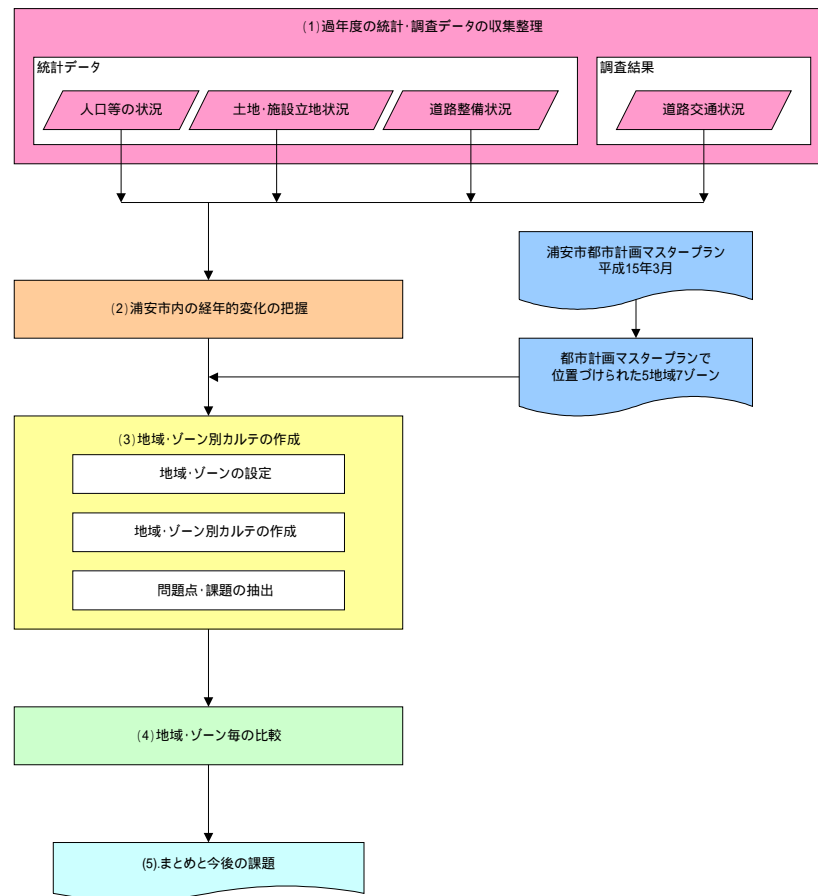 (1)過年度の統計・調査データの収集整理
統計データ
調査結果
人口等の状況
土地・施設立地状況
道路整備状況
道路交通状況
浦安市都市計画マスタープラン
平成15年3月
(2)浦安市内の経年的変化の把握
都市計画マスタープランで
位置づけられた5地域7ゾーン
(3)地域・ゾーン別カルテの作成
地域・ゾーンの設定
地域・ゾーン別カルテの作成
問題点・課題の抽出
(4)地域・ゾーン毎の比較
(5).まとめと今後の課題